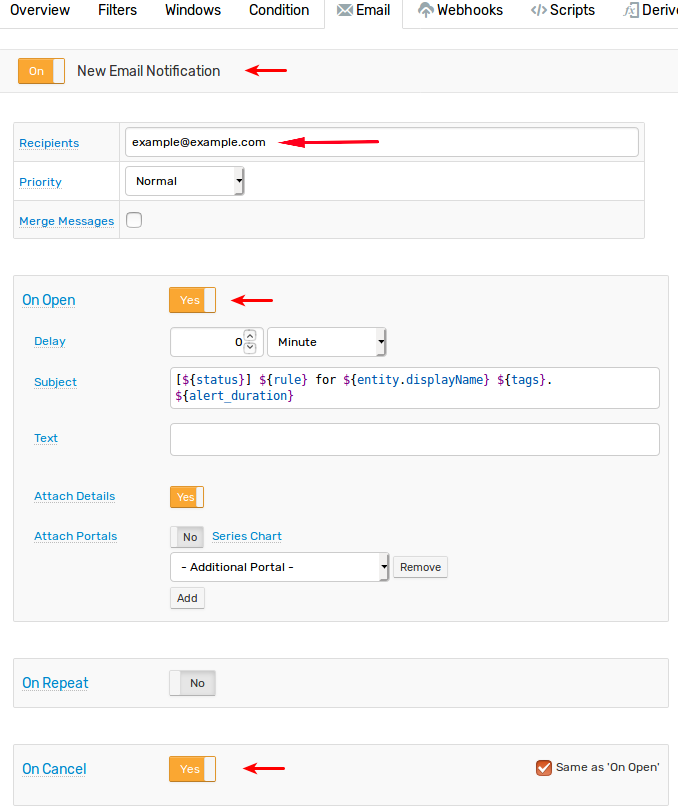 Overview Filters Windows Condition Email Webhooks </> Scripts fx Deriv
On New Email Notification
Recipients example@example.com
Priority Normal
Merge Messages
On Open Yes
Delay 0 Minute
Subject [${status}] ${rule} for ${entity.displayName} ${tags}.
${alert_duration}
Text
Attach Details Yes
Attach Portals No Series Chart
- Additional Portal - Remove
Add
On Repeat No
On Cancel Yes Same as 'On Open'